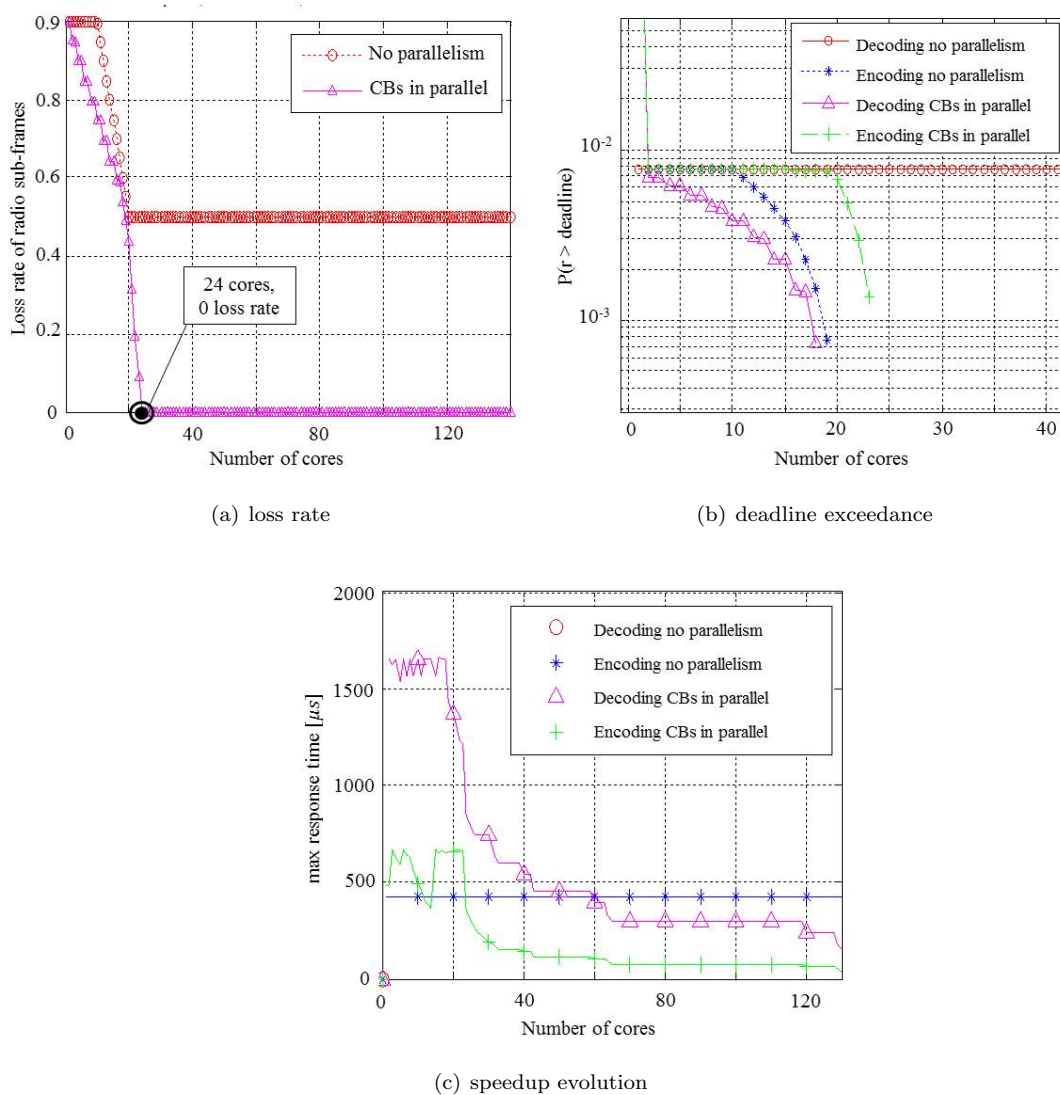 0.9
0.8
0.6
0.4
0.2
0
Loss rate of radio sub-frames
No parallelism
CBs in parallel
24 cores,
0 loss rate
0 40 80 120
Number of cores
(a) loss rate
10-2
10-3
P(r > deadline)
Decoding no parallelism
Encoding no parallelism
Decoding CBs in parallel
Encoding CBs in parallel
0 10 20 30 40
Number of cores
(b) deadline exceedance
2000
1500
1000
500
0
max response time [µs]
Decoding no parallelism
Encoding no parallelism
Decoding CBs in parallel
Encoding CBs in parallel
0 40 80 120
Number of cores
(c) speedup evolution